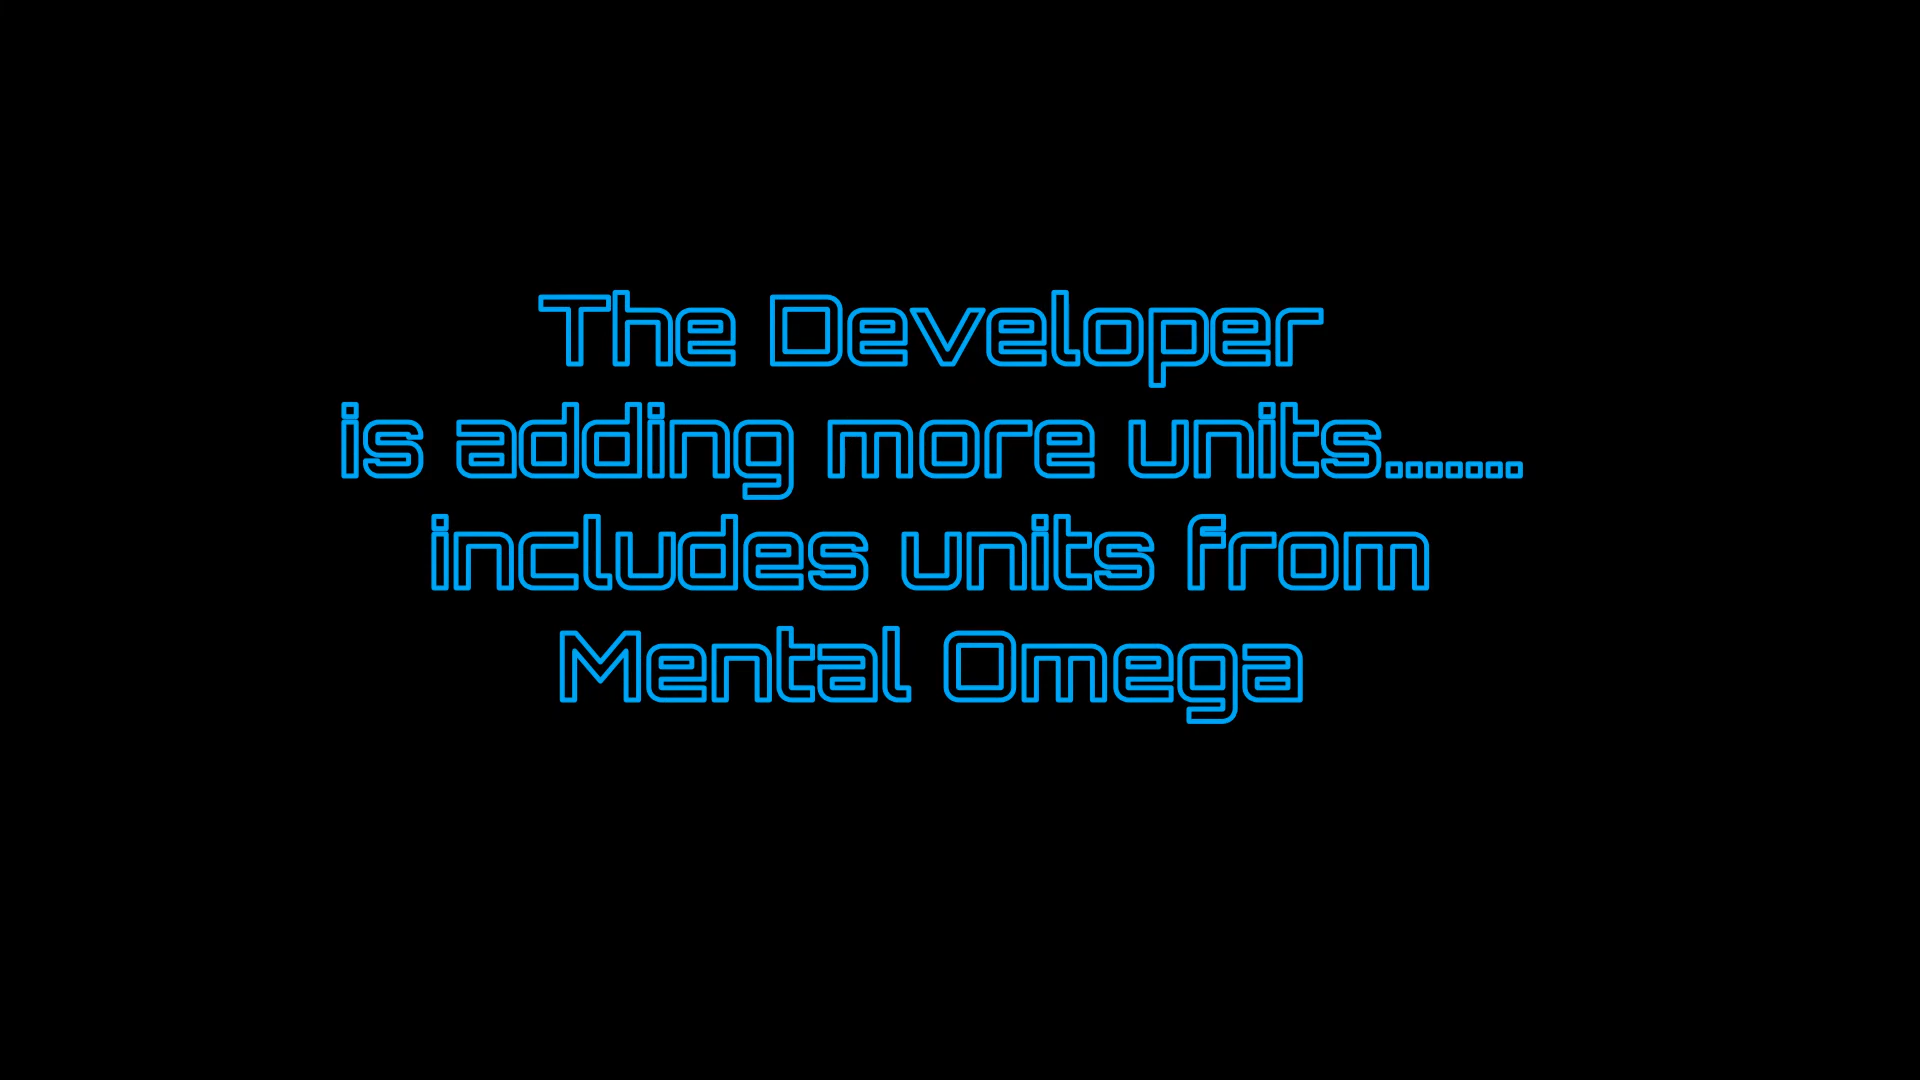 The Developer
is adding more units.......
includes units from
Mental Omega